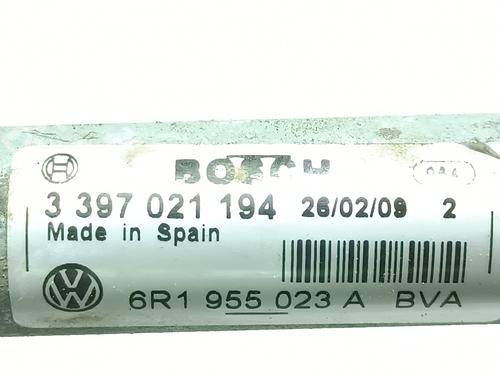 BOSCH
3 397 021 194 26/02/09 2
Made in Spain
6R1 955 023 A BVA